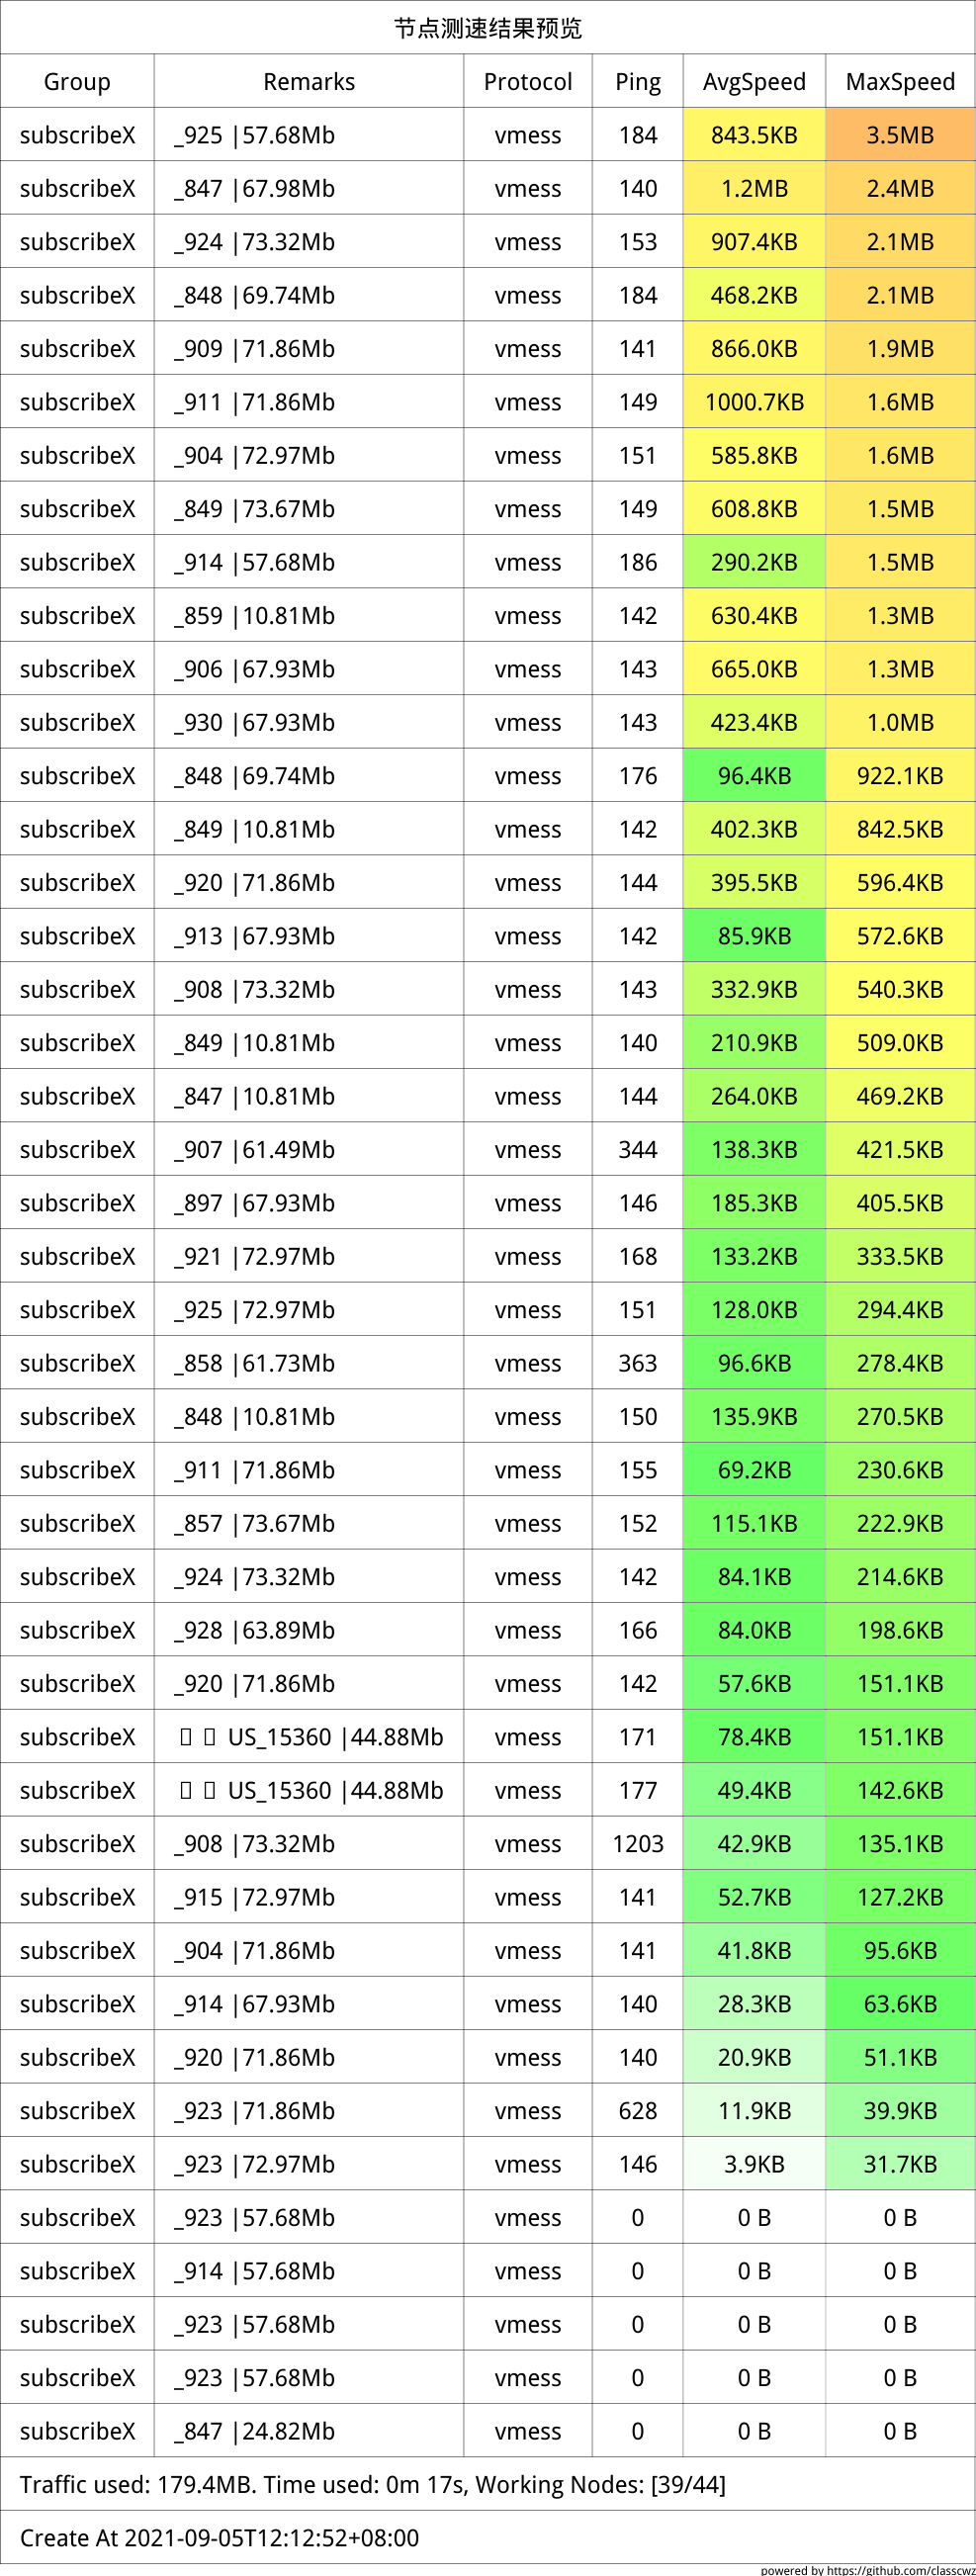 节点测速结果预览
Group Remarks Protocol Ping AvgSpeed MaxSpeed
subscribeX _925 |57.68Mb vmess 184 843.5KB 3.5MB
subscribeX _847 |67.98Mb vmess 140 1.2MB 2.4MB
subscribeX _924 |73.32Mb vmess 153 907.4KB 2.1MB
subscribeX _848 |69.74Mb vmess 184 468.2KB 2.1MB
subscribeX _909 |71.86Mb vmess 141 866.0KB 1.9MB
subscribeX _911 |71.86Mb vmess 149 1000.7KB 1.6MB
subscribeX _904 |72.97Mb vmess 151 585.8KB 1.6MB
subscribeX _849 |73.67Mb vmess 149 608.8KB 1.5MB
subscribeX _914 |57.68Mb vmess 186 290.2KB 1.5MB
subscribeX _859 |10.81Mb vmess 142 630.4KB 1.3MB
subscribeX _906 |67.93Mb vmess 143 665.0KB 1.3MB
subscribeX _930 |67.93Mb vmess 143 423.4KB 1.0MB
subscribeX _848 |69.74Mb vmess 176 96.4KB 922.1KB
subscribeX _849 |10.81Mb vmess 142 402.3KB 842.5KB
subscribeX _920 |71.86Mb vmess 144 395.5KB 596.4KB
subscribeX _913 |67.93Mb vmess 142 85.9KB 572.6KB
subscribeX _908 |73.32Mb vmess 143 332.9KB 540.3KB
subscribeX _849 |10.81Mb vmess 140 210.9KB 509.0KB
subscribeX _847 |10.81Mb vmess 144 264.0KB 469.2KB
subscribeX _907 |61.49Mb vmess 344 138.3KB 421.5KB
subscribeX _897 |67.93Mb vmess 146 185.3KB 405.5KB
subscribeX _921 |72.97Mb vmess 168 133.2KB 333.5KB
subscribeX _925 |72.97Mb vmess 151 128.0KB 294.4KB
subscribeX _858 |61.73Mb vmess 363 96.6KB 278.4KB
subscribeX _848 |10.81Mb vmess 150 135.9KB 270.5KB
subscribeX _911 |71.86Mb vmess 155 69.2KB 230.6KB
subscribeX _857 |73.67Mb vmess 152 115.1KB 222.9KB
subscribeX _924 |73.32Mb vmess 142 84.1KB 214.6KB
subscribeX _928 |63.89Mb vmess 166 84.0KB 198.6KB
subscribeX _920 |71.86Mb vmess 142 57.6KB 151.1KB
subscribeX US_15360 |44.88Mb vmess 171 78.4KB 151.1KB
subscribeX US_15360 |44.88Mb vmess 177 49.4KB 142.6KB
subscribeX _908 |73.32Mb vmess 1203 42.9KB 135.1KB
subscribeX _915 |72.97Mb vmess 141 52.7KB 127.2KB
subscribeX _904 |71.86Mb vmess 141 41.8KB 95.6KB
subscribeX _914 |67.93Mb vmess 140 28.3KB 63.6KB
subscribeX _920 |71.86Mb vmess 140 20.9KB 51.1KB
subscribeX _923 |71.86Mb vmess 628 11.9KB 39.9KB
subscribeX _923 |72.97Mb vmess 146 3.9KB 31.7KB
subscribeX _923 |57.68Mb vmess 0 0 B 0 B
subscribeX _914 |57.68Mb vmess 0 0 B 0 B
subscribeX _923 |57.68Mb vmess 0 0 B 0 B
subscribeX _923 |57.68Mb vmess 0 0 B 0 B
subscribeX _847 |24.82Mb vmess 0 0 B 0 B
Traffic used: 179.4MB. Time used: 0m 17s, Working Nodes: [39/44]
Create At 2021-09-05T12:12:52+08:00
powered by https://github.com/classcwz